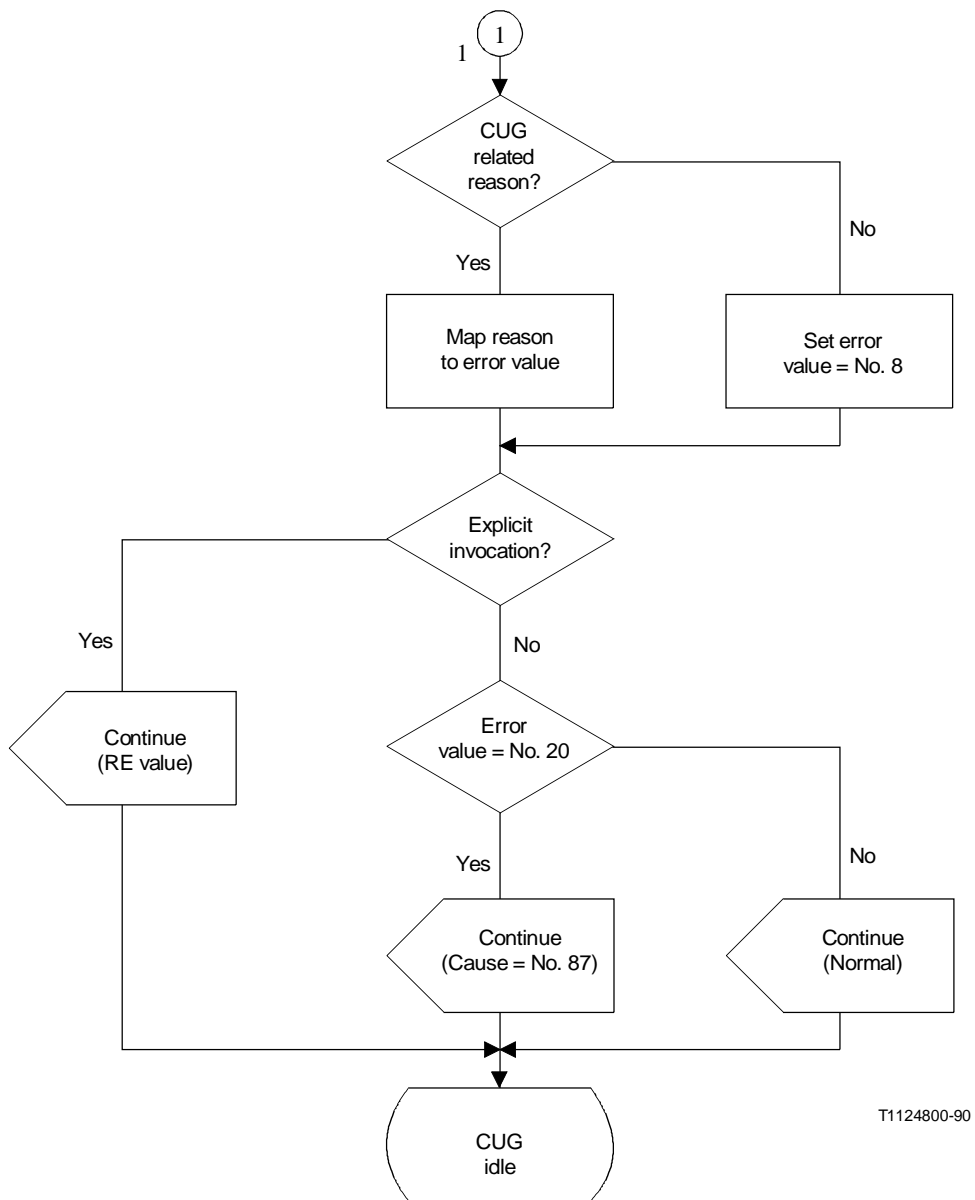 1
1
CUG
related
reason?
No
Yes
Map reason
to error value
Set error
value = No. 8
Explicit
invocation?
Yes
No
Continue
(RE value)
Error
value = No. 20
Yes
No
Continue
(Cause = No. 87)
Continue
(Normal)
T1124800-90
CUG
idle